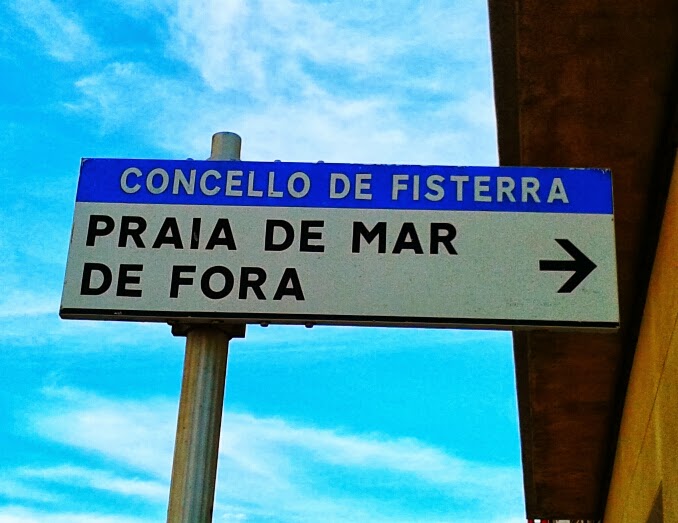 CONCELLO DE FISTERRA
PRAIA DE MAR
DE FORA